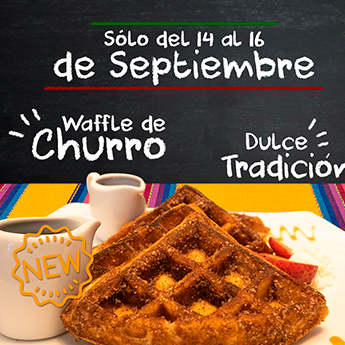 Sólo del 14 al 16
de Septiembre
Waffle de
Churro
Dulce
Tradición
NEW